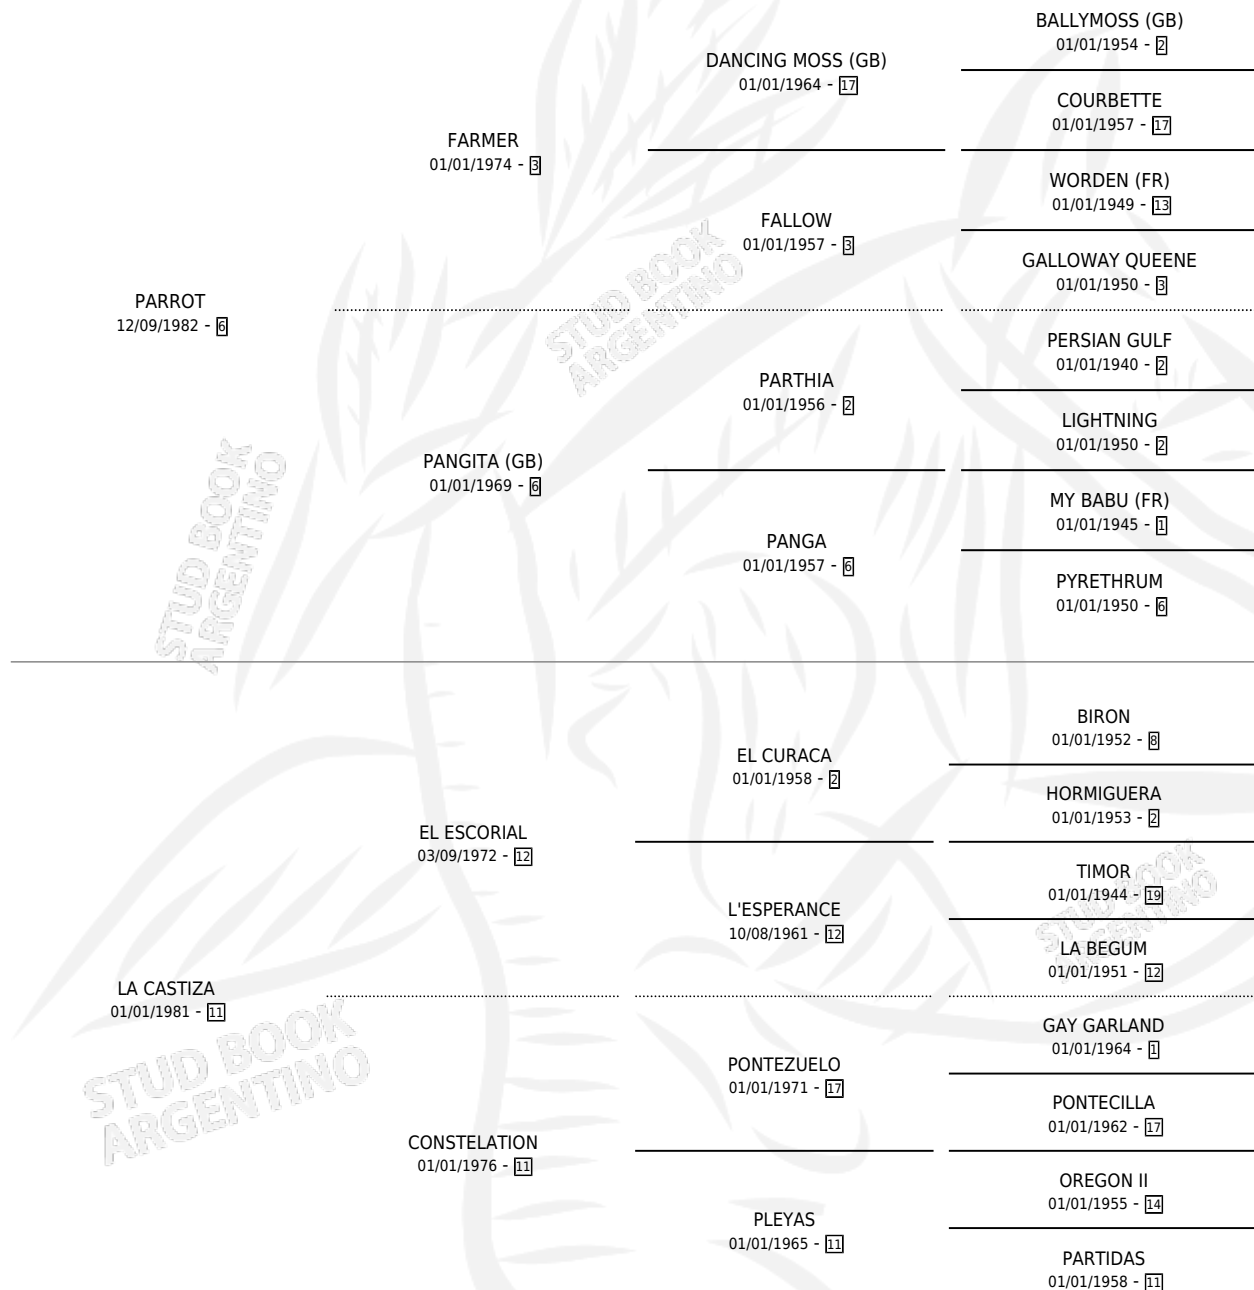 BALLYMOSS (GB)
01/01/1954 - 2
DANCING MOSS (GB)
01/01/1964 - 17
COURBETTE
01/01/1957 - 17
FARMER
01/01/1974 - 3
WORDEN (FR)
01/01/1949 - 13
FALLOW
01/01/1957 - 3
GALLOWAY QUEENE
01/01/1950 - 3
PARROT
12/09/1982 - 6
PERSIAN GULF
01/01/1940 - 2
PARTHIA
01/01/1956 - 2
LIGHTNING
01/01/1950 - 2
PANGITA (GB)
01/01/1969 - 6
MY BABU (FR)
01/01/1945 - 1
PANGA
01/01/1957 - 6
PYRETHRUM
01/01/1950 - 6
BIRON
01/01/1952 - 8
EL CURACA
01/01/1958 - 2
HORMIGUERA
01/01/1953 - 2
EL ESCORIAL
03/09/1972 - 12
TIMOR
01/01/1944 - 19
L'ESPERANCE
10/08/1961 - 12
LA BEGUM
01/01/1951 - 12
LA CASTIZA
01/01/1981 - 11
GAY GARLAND
01/01/1964 - 1
PONTEZUELO
01/01/1971 - 17
PONTECILLA
01/01/1962 - 17
CONSTELATION
01/01/1976 - 11
OREGON II
01/01/1955 - 14
PLEYAS
01/01/1965 - 11
PARTIDAS
01/01/1958 - 11
STUD BOOK
ARGENTINO
STUD BOOK
ARGENTINO
STUD BOOK
ARGENTINO
STUD BOOK
ARGENTINO